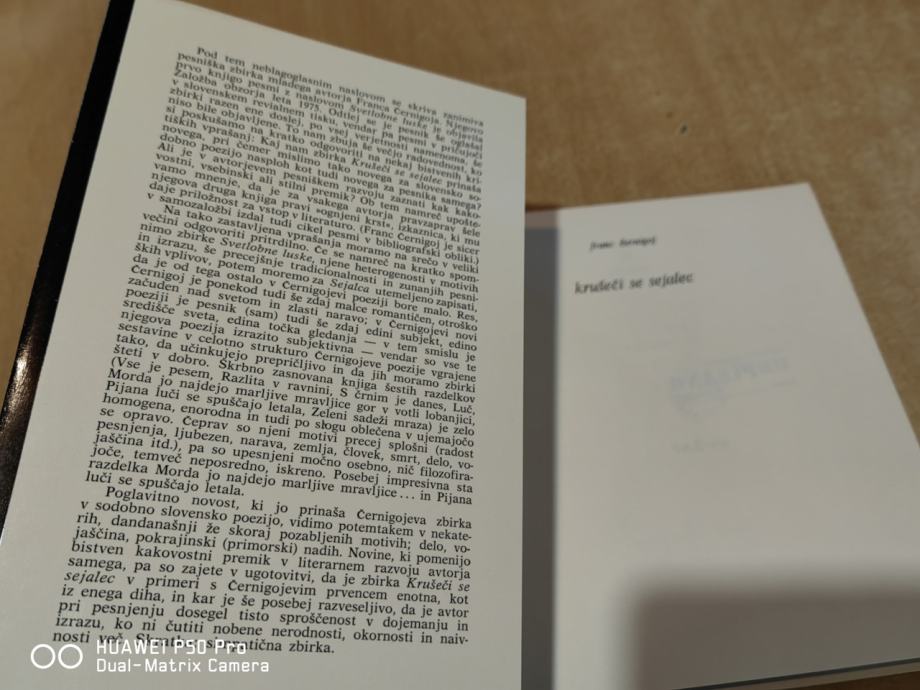 Pod tem neblagoglasnim naslovom se skriva zanimiva
pesniška zbirka mladega avtorja Franca Černigoja. Njegovo
prvo knjigo pesmi z naslovom Svetlobne luske je objavila
Založba obzorja leta 1975. Odtlej se je pesnik še oglašal
v slovenskem revialnem tisku, vendar pa pesmi v pričujoči
zbirki razen ene doslej, po vsej verjetnosti namenoma, še
niso bile objavljene. To nam zbuja še večjo radovednost, ko
si poskušamo na kratko odgovoriti na nekaj bistvenih kri-
tiških vprašanj: Kaj nam zbirka Krušeči se sejalec prinaša
novega, pri čemer mislimo tako novega za slovensko so-
dobno poezijo nasploh kot tudi novega za pesnika samega?
Ali je v avtorjevem pesniškem razvoju zaznati kak kako-
vostni, vsebinski ali stilni premik? Ob tem namreč upošte-
vamo mnenje, da je za vsakega avtorja pravzaprav šele
njegova druga knjiga pravi »ognjeni krst«, izkaznica, ki mu
daje priložnost za vstop v literaturo. (Franc Černigoj je sicer
v samozaložbi izdal tudi cikel pesmi v bibliografski obliki.)
Na tako zastavljena vprašanja moramo na srečo v veliki
večini odgovoriti pritrdilno. Če se namreč na kratko spom-
nimo zbirke Svetlobne luske, njene heterogenosti v motivih
in izrazu, še precejšnje tradicionalnosti in zunanjih pesni-
ških vplivov, potem moremo za Sejalca utemeljeno zapisati,
da je od tega ostalo v Černigojevi poeziji bore malo. Res,
Černigoj je ponekod tudi še zdaj malce romantičen, otroško
začuden nad svetom in zlasti naravo; v Černigojevi novi
poeziji je pesnik (sam) tudi še zdaj edini subjekt, edino
središče sveta, edina točka gledanja — v tem smislu je
njegova poezija izrazito subjektivna — vendar so vse te
sestavine v celotno strukturo Černigojeve poezije vgrajene
tako, da učinkujejo prepričljivo in da jih moramo zbirki
šteti v dobro. Skrbno zasnovana knjiga šestih razdelkov
(Vse je pesem, Razlita v ravnini, S črnim je danes, Luč,
Morda jo najdejo marljive mravljice gor v votli lobanjici,
Pijana luči se spuščajo letala, Zeleni sadeži mraza) je zelo
homogena, enorodna in tudi po slogu oblečena v ujemajočo
se opravo. Čeprav so njeni motivi precej splošni (radost
pesnjenja, ljubezen, narava, zemlja, človek, smrt, delo, vo-
jaščina itd.), pa so upesnjeni močno osebno, nič filozofira-
joče, temveč neposredno, iskreno. Posebej impresivna sta
razdelka Morda jo najdejo marljive mravljice... in Pijana
luči se spuščajo letala.
Poglavitno novost, ki jo prinaša Černigojeva zbirka
v sodobno slovensko poezijo, vidimo potemtakem v nekate-
rih, dandanašnji že skoraj pozabljenih motivih; delo, vo-
jaščina, pokrajinski (primorski) nadih. Novine, ki pomenijo
bistven kakovostni premik v literarnem razvoju avtorja
samega, pa so zajete v ugotovitvi, da je zbirka Krušeči se
sejalec v primeri s Černigojevim prvencem enotna, kot
iz enega diha, in kar je še posebej razveseljivo, da je avtor
pri pesnjenju dosegel tisto sproščenost v dojemanju in
izrazu, ko ni čutiti nobene nerodnosti, okornosti in naiv-
nosti več. zbirka.
franc černigoj
krušeči se sejalec
HUAWEI P50 Pro
Dual-Matrix Camera